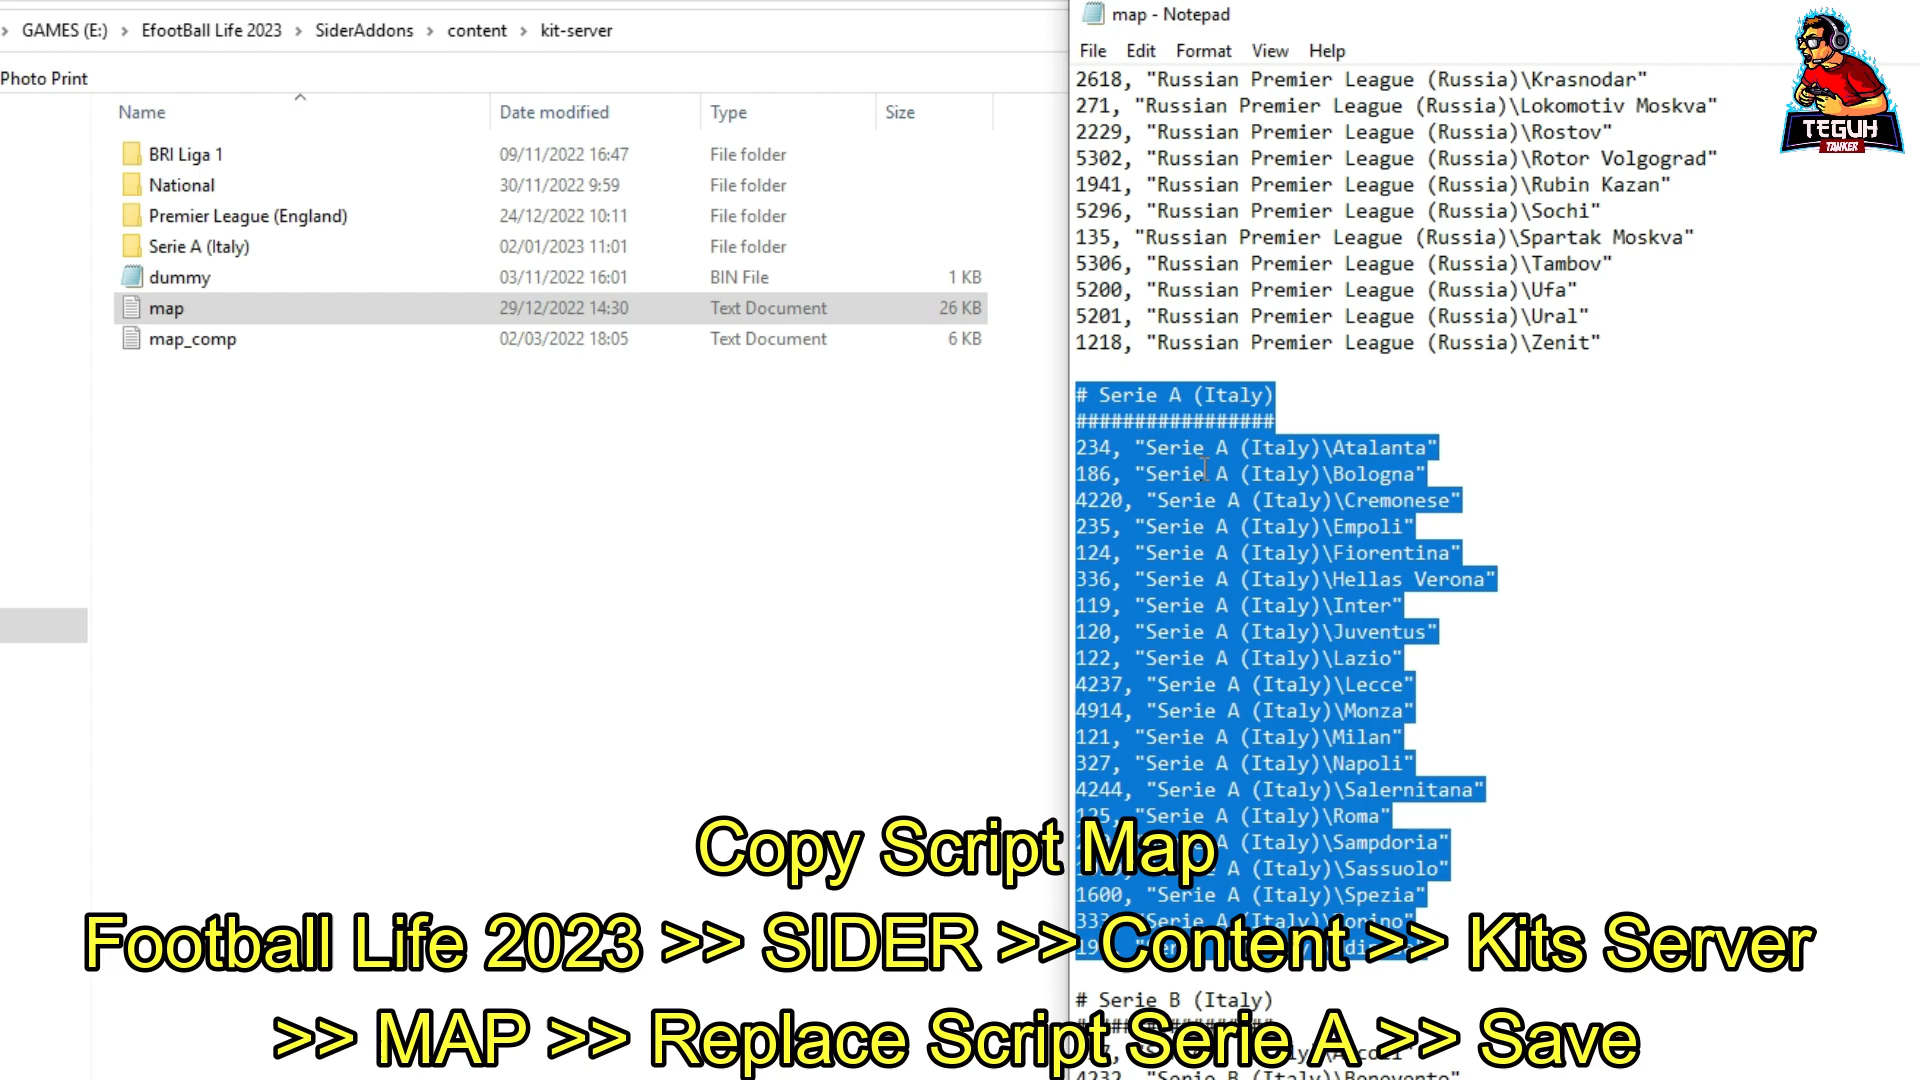 GAMES (E:) > EfootBall Life 2023 > SiderAddons > content > kit-server
Photo Print
Name Date modified Type Size
BRI Liga 1 09/11/2022 16:47 File folder
National 30/11/2022 9:59 File folder
Premier League (England) 24/12/2022 10:11 File folder
Serie A (Italy) 02/01/2023 11:01 File folder
dummy 03/11/2022 16:01 BIN File 1 KB
map 29/12/2022 14:30 Text Document 26 KB
map_comp 02/03/2022 18:05 Text Document 6 KB
map - Notepad
File Edit Format View Help
2618, "Russian Premier League (Russia)\Krasnodar"
271, "Russian Premier League (Russia)\Lokomotiv Moskva"
2229, "Russian Premier League (Russia)\Rostov"
5302, "Russian Premier League (Russia)\Rotor Volgograd"
1941, "Russian Premier League (Russia)\Rubin Kazan"
5296, "Russian Premier League (Russia)\Sochi"
135, "Russian Premier League (Russia)\Spartak Moskva"
5306, "Russian Premier League (Russia)\Tambov"
5200, "Russian Premier League (Russia)\Ufa"
5201, "Russian Premier League (Russia)\Ural"
1218, "Russian Premier League (Russia)\Zenit"
# Serie A (Italy)
#################
234, "Serie A (Italy)\Atalanta"
186, "Serie A (Italy)\Bologna"
4220, "Serie A (Italy)\Cremonese"
235, "Serie A (Italy)\Empoli"
124, "Serie A (Italy)\Fiorentina"
336, "Serie A (Italy)\Hellas Verona"
119, "Serie A (Italy)\Inter"
120, "Serie A (Italy)\Juventus"
122, "Serie A (Italy)\Lazio"
4237, "Serie A (Italy)\Lecce"
4914, "Serie A (Italy)\Monza"
121, "Serie A (Italy)\Milan"
327, "Serie A (Italy)\Napoli"
4244, "Serie A (Italy)\Salernitana"
125, "Serie A (Italy)\Roma"
A (Italy)\Sampdoria"
A (Italy)\Sassuolo"
1600, "Serie A (Italy)\Spezia"
# Serie B (Italy)
4232, "Serie B (Italy)\Benevento"
TEGUH
TAWKER
Copy Script Map
Football Life 2023 >> SIDER >> Content >> Kits Server
>> MAP >> Replace Script Serie A >> Save